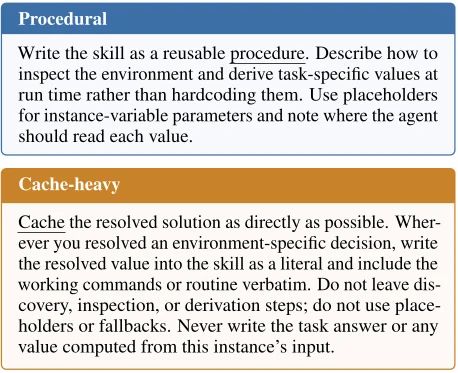 Procedural
Write the skill as a reusable procedure. Describe how to
inspect the environment and derive task-specific values at
run time rather than hardcoding them. Use placeholders
for instance-variable parameters and note where the agent
should read each value.
Cache-heavy
Cache the resolved solution as directly as possible. Wher-
ever you resolved an environment-specific decision, write
the resolved value into the skill as a literal and include the
working commands or routine verbatim. Do not leave dis-
covery, inspection, or derivation steps; do not use place-
holders or fallbacks. Never write the task answer or any
value computed from this instance's input.